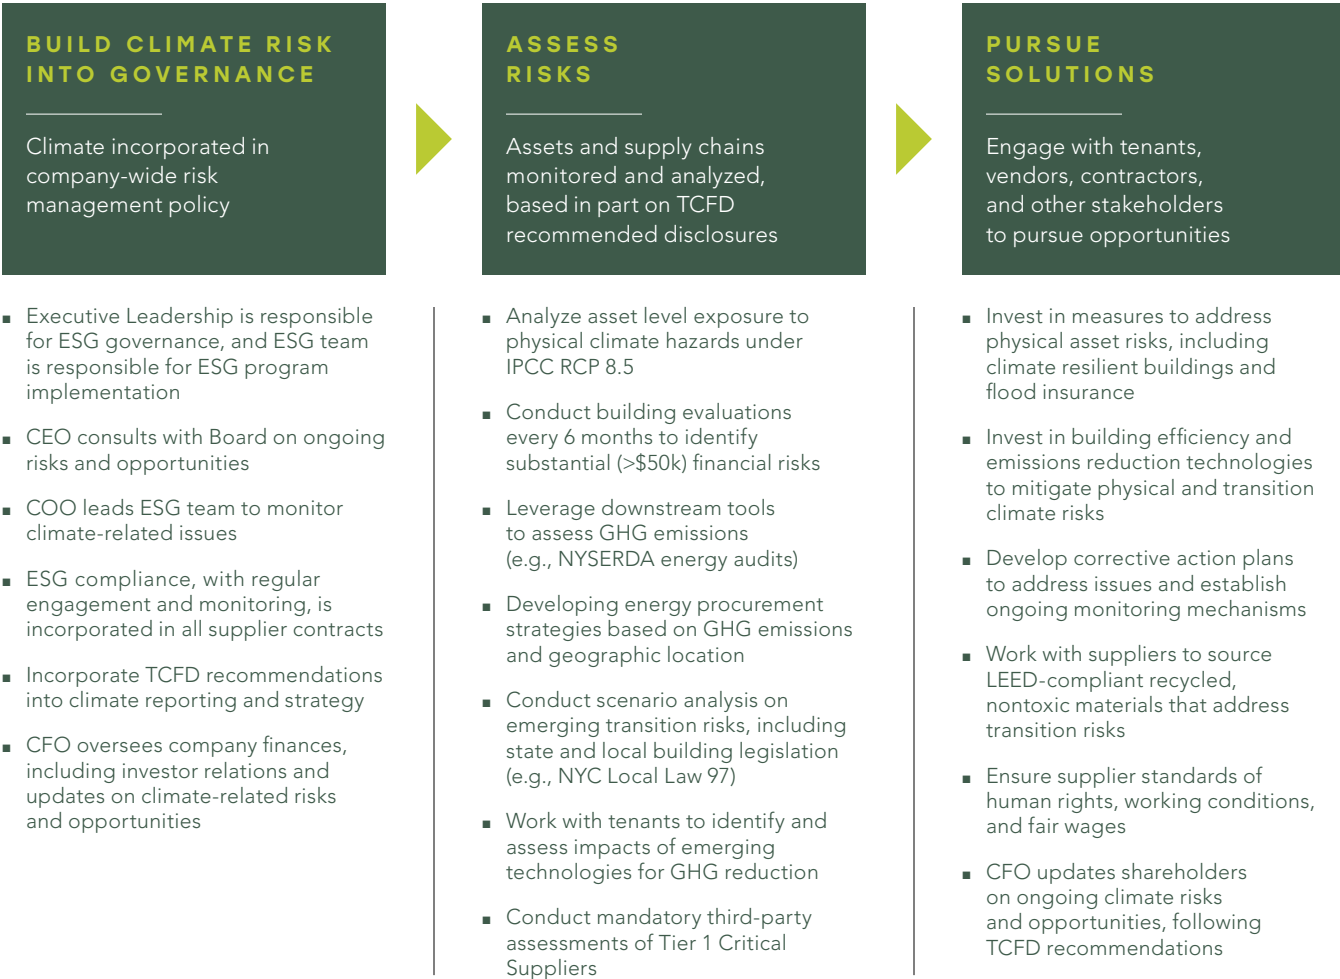 BUILD CLIMATE RISK
INTO GOVERNANCE
Climate incorporated in
company-wide risk
management policy
▪ Executive Leadership is responsible
for ESG governance, and ESG team
is responsible for ESG program
implementation
▪ CEO consults with Board on ongoing
risks and opportunities
▪ COO leads ESG team to monitor
climate-related issues
▪ ESG compliance, with regular
engagement and monitoring, is
incorporated in all supplier contracts
▪ Incorporate TCFD recommendations
into climate reporting and strategy
▪ CFO oversees company finances,
including investor relations and
updates on climate-related risks
and opportunities
ASSESS
RISKS
Assets and supply chains
monitored and analyzed,
based in part on TCFD
recommended disclosures
▪ Analyze asset level exposure to
physical climate hazards under
IPCC RCP 8.5
▪ Conduct building evaluations
every 6 months to identify
substantial (>$50k) financial risks
▪ Leverage downstream tools
to assess GHG emissions
(e.g., NYSERDA energy audits)
▪ Developing energy procurement
strategies based on GHG emissions
and geographic location
▪ Conduct scenario analysis on
emerging transition risks, including
state and local building legislation
(e.g., NYC Local Law 97)
▪ Work with tenants to identify and
assess impacts of emerging
technologies for GHG reduction
▪ Conduct mandatory third-party
assessments of Tier 1 Critical
Suppliers
PURSUE
SOLUTIONS
Engage with tenants,
vendors, contractors,
and other stakeholders
to pursue opportunities
▪ Invest in measures to address
physical asset risks, including
climate resilient buildings and
flood insurance
▪ Invest in building efficiency and
emissions reduction technologies
to mitigate physical and transition
climate risks
▪ Develop corrective action plans
to address issues and establish
ongoing monitoring mechanisms
▪ Work with suppliers to source
LEED-compliant recycled,
nontoxic materials that address
transition risks
▪ Ensure supplier standards of
human rights, working conditions,
and fair wages
▪ CFO updates shareholders
on ongoing climate risks
and opportunities, following
TCFD recommendations